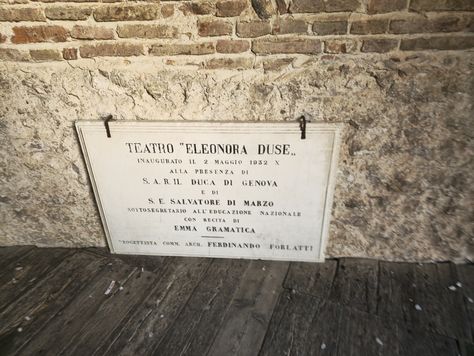 TEATRO "ELEONORA DUSE„
INAUGURATO IL 2 MAGGIO 1932 X
ALLA PRESENZA DI
S. A. R. IL DUCA DI GENOVA
E DI
S. E. SALVATORE DI MARZO
SOTTOSEGRETARIO ALL'EDUCAZIONE NAZIONALE
CON RECITA DI
EMMA GRAMATICA
PROGETTISTA COMM. ARCH. FERDINANDO FORLATTI